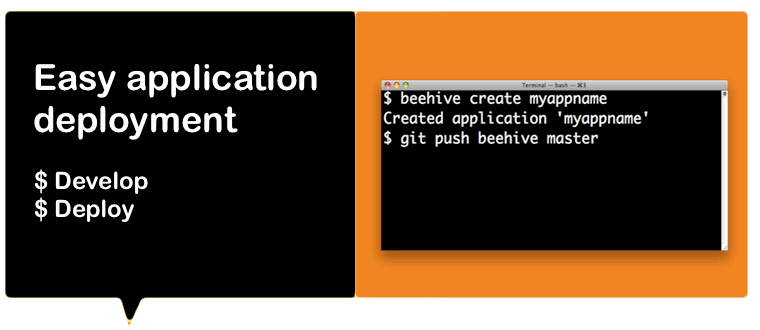 Easy application
deployment
$ Develop
$ Deploy
Terminal — bash — ⌘3
$ beehive create myappname
Created application 'myappname'
$ git push beehive master